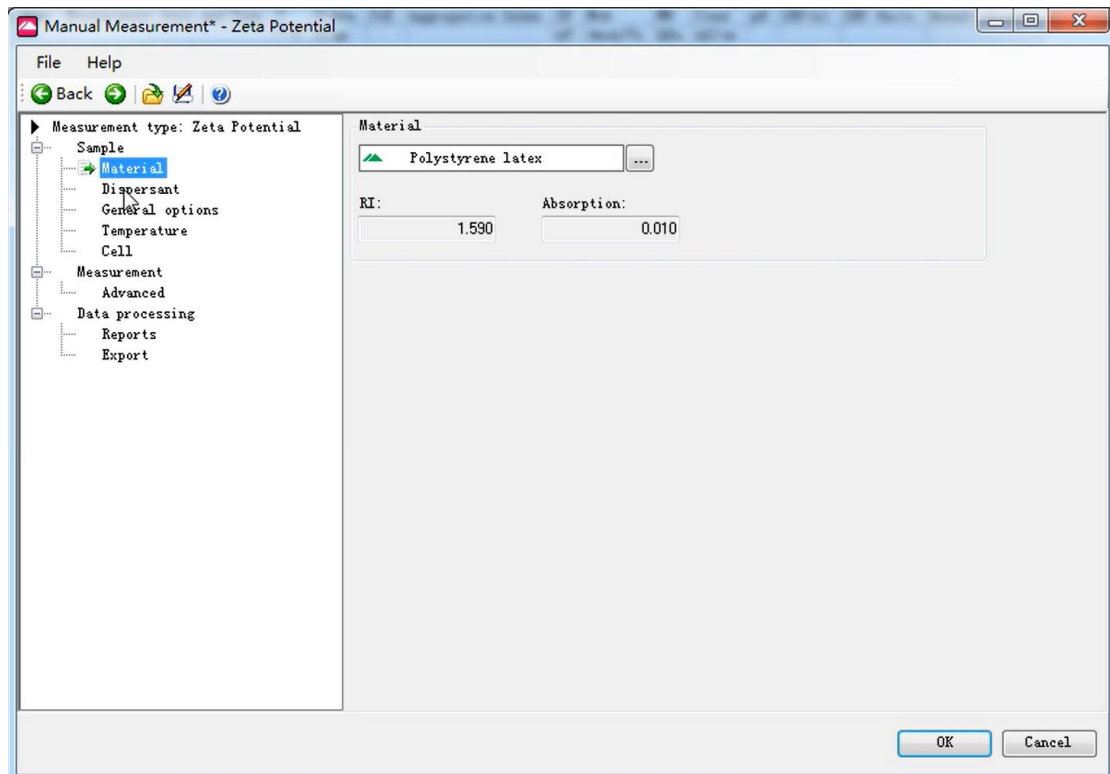 Manual Measurement* - Zeta Potential
File Help
Back
Measurement type: Zeta Potential
Sample
Material
Dispersant
General options
Temperature
Cell
Measurement
Advanced
Data processing
Reports
Export
Material
Polystyrene latex ...
RI: Absorption:
1.590 0.010
OK Cancel